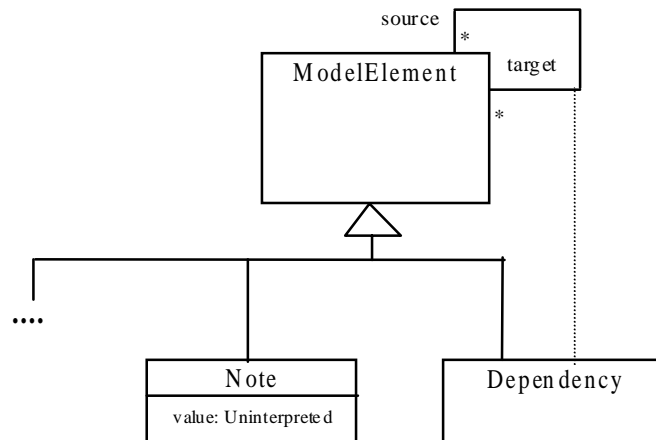 source
*
ModelElement
target
*
....
Note
Dependency
value: Uninterpreted